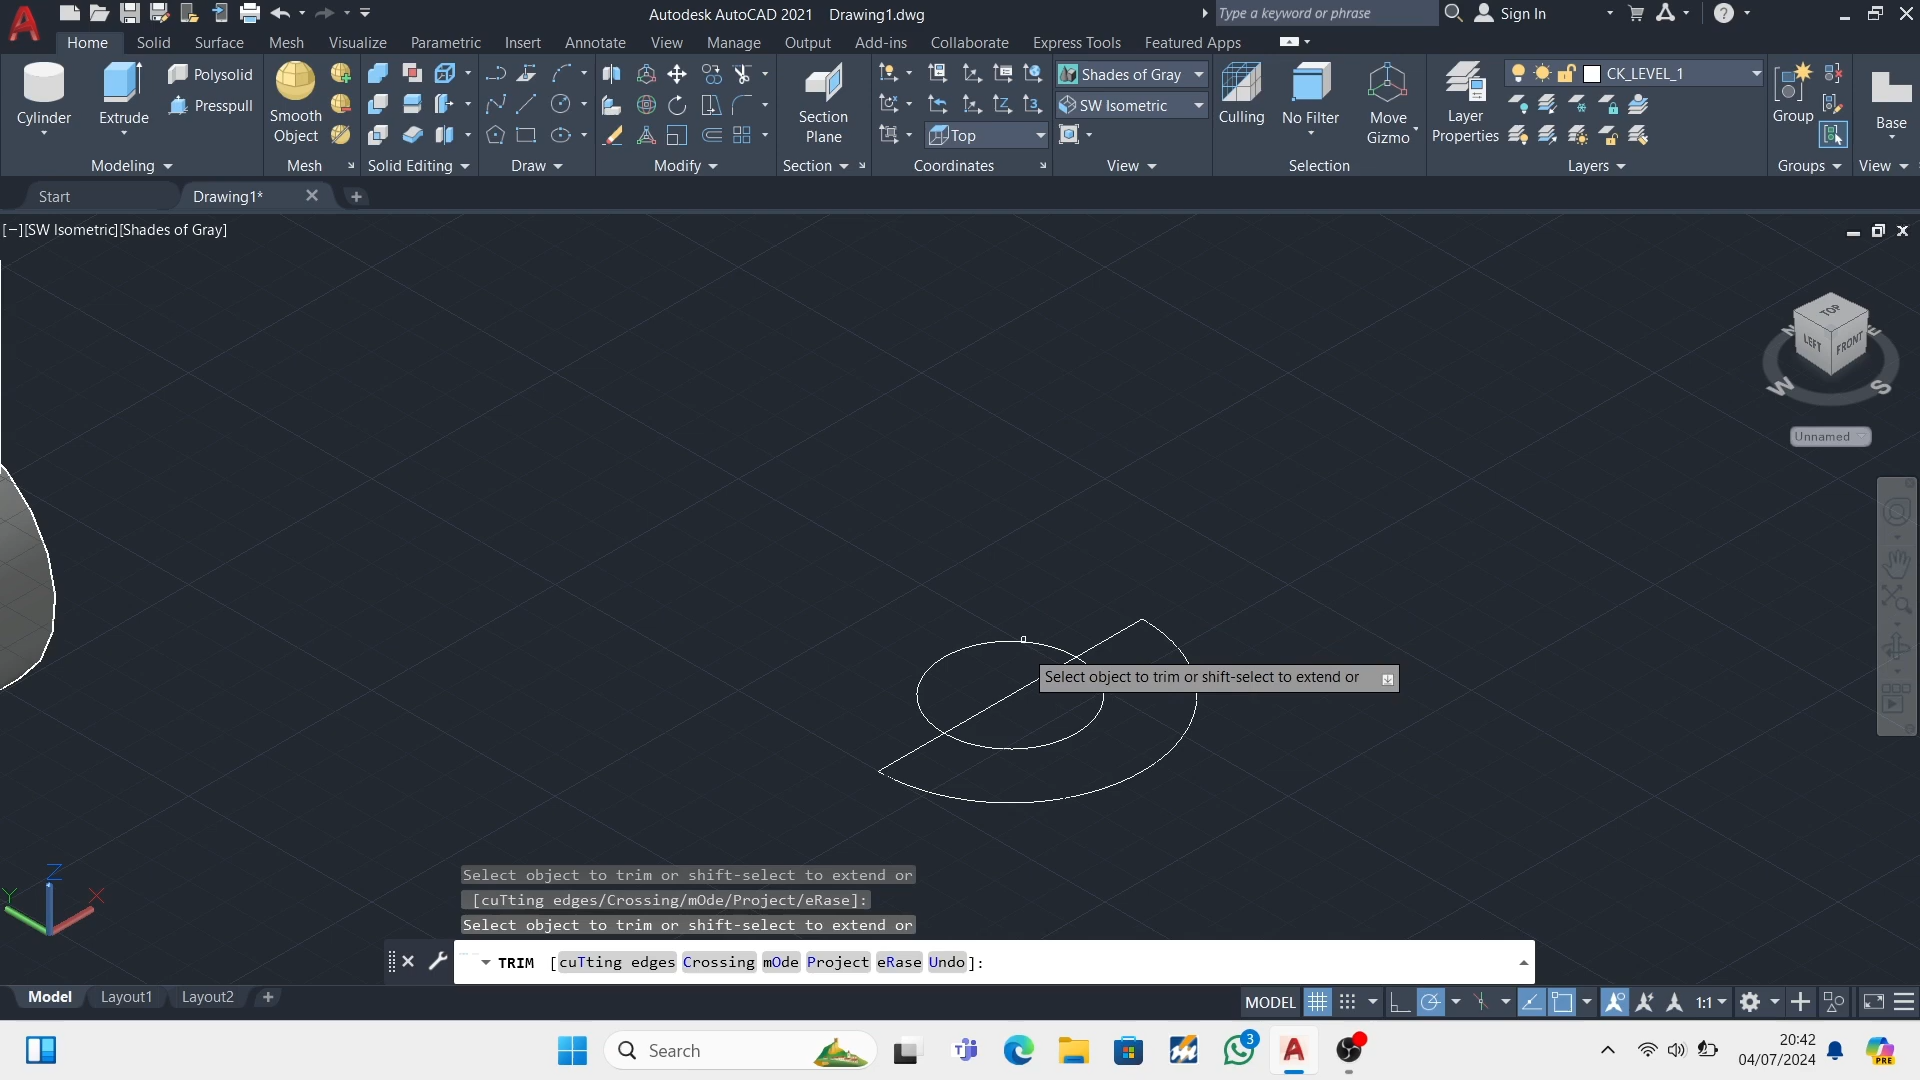 Autodesk AutoCAD 2021 Drawing1.dwg
Type a keyword or phrase
Sign In
Home Solid Surface Mesh Visualize Parametric Insert Annotate View Manage Output Add-ins Collaborate Express Tools Featured Apps
Cylinder
Extrude
Polysolid
Presspull
Smooth
Object
Section
Plane
Top
Shades of Gray
SW Isometric
Culling
No Filter
Move
Gizmo
Layer
Properties
CK_LEVEL_1
Group
Base
Modeling Mesh Solid Editing Draw Modify Section Coordinates View Selection Layers Groups View
Start Drawing1*
[−][SW Isometric][Shades of Gray]
TOP
LEFT
FRONT
N
E
W
S
Unnamed
Select object to trim or shift-select to extend or
Z
Y
X
Select object to trim or shift-select to extend or
[cuTting edges/Crossing/mOde/Project/eRase]:
Select object to trim or shift-select to extend or
TRIM [cuTting edges Crossing mOde Project eRase Undo]:
Model Layout1 Layout2
MODEL
1:1
Search
3
20:42
04/07/2024
PRE